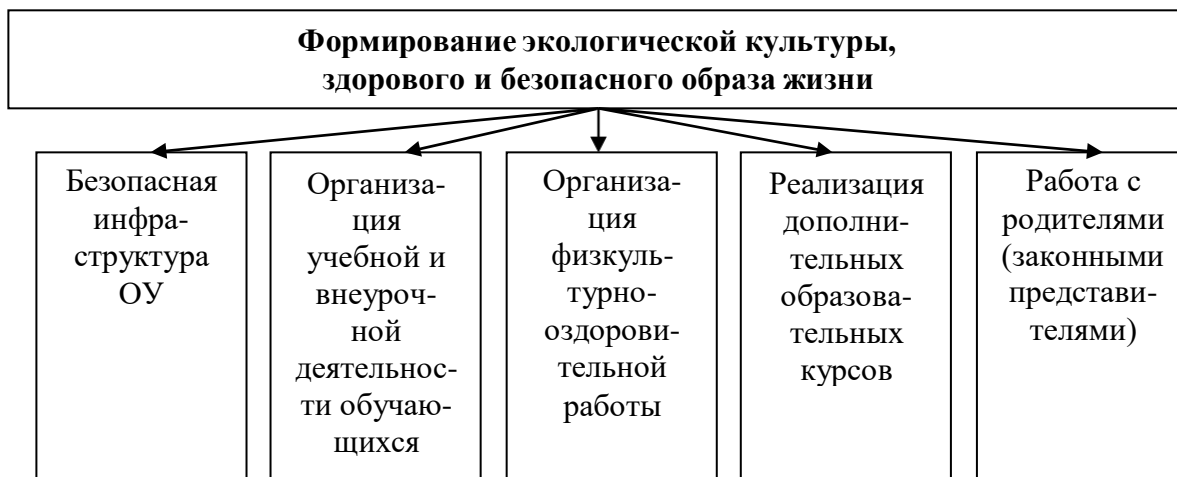 Формирование экологической культуры,
здорового и безопасного образа жизни
Безопасная
инфра-
структура
ОУ
Организа-
ция
учебной и
внеуроч-
ной
деятельнос-
ти обучаю-
щихся
Организа-
ция
физкуль-
турно-
оздорови-
тельной
работы
Реализация
дополни-
тельных
образова-
тельных
курсов
Работа с
родителями
(законными
представи-
телями)